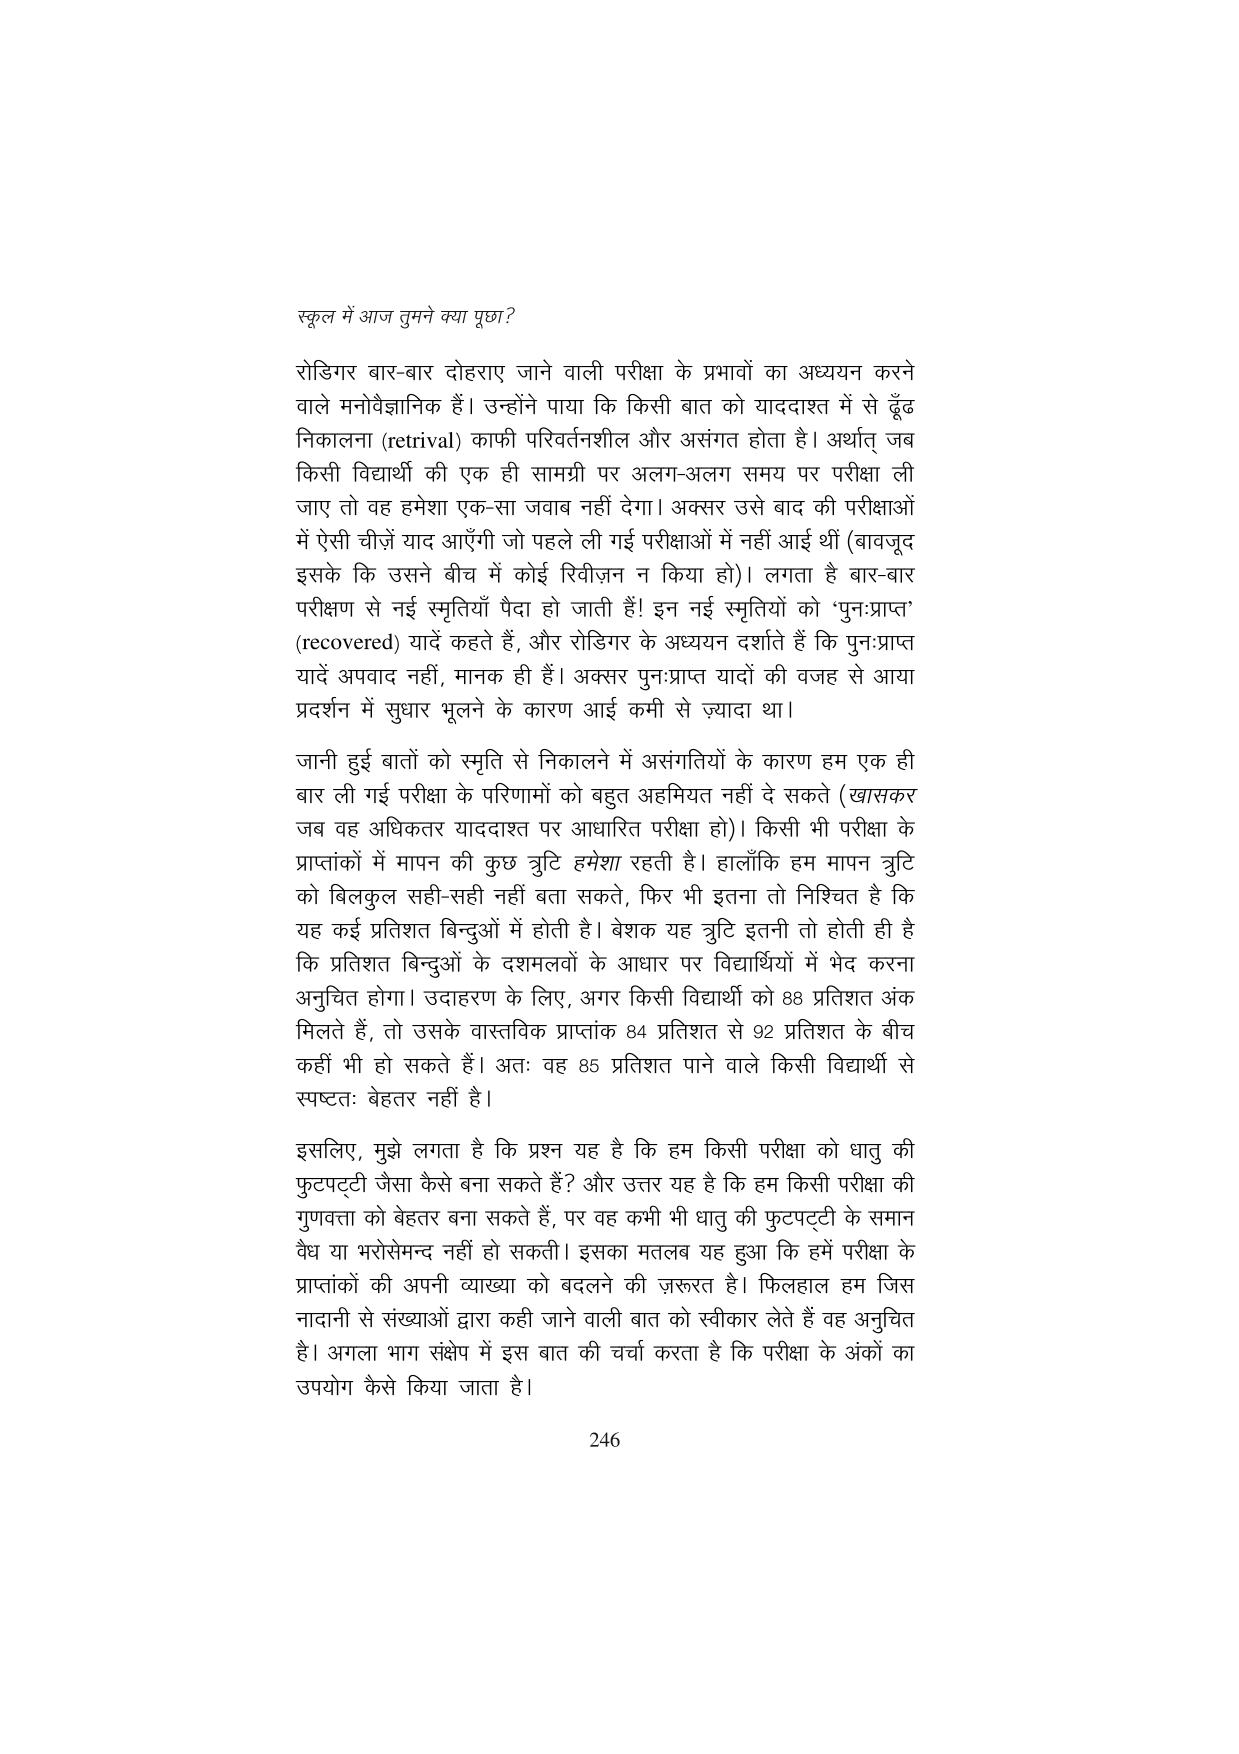 स्कूल में आज तुमने क्या पूछा?
रोडिगर बार-बार दोहराए जाने वाली परीक्षा के प्रभावों का अध्ययन करने
वाले मनोवैज्ञानिक हैं। उन्होंने पाया कि किसी बात को याददाश्त में से ढूँढ
निकालना (retrival) काफी परिवर्तनशील और असंगत होता है। अर्थात् जब
किसी विद्यार्थी की एक ही सामग्री पर अलग-अलग समय पर परीक्षा ली
जाए तो वह हमेशा एक-सा जवाब नहीं देगा। अक्सर उसे बाद की परीक्षाओं
में ऐसी चीज़ें याद आएँगी जो पहले ली गई परीक्षाओं में नहीं आई थीं (बावजूद
इसके कि उसने बीच में कोई रिवीज़न न किया हो)। लगता है बार-बार
परीक्षण से नई स्मृतियाँ पैदा हो जाती हैं! इन नई स्मृतियों को ‘पुनःप्राप्त’
(recovered) यादें कहते हैं, और रोडिगर के अध्ययन दर्शाते हैं कि पुनःप्राप्त
यादें अपवाद नहीं, मानक ही हैं। अक्सर पुनःप्राप्त यादों की वजह से आया
प्रदर्शन में सुधार भूलने के कारण आई कमी से ज़्यादा था।
जानी हुई बातों को स्मृति से निकालने में असंगतियों के कारण हम एक ही
बार ली गई परीक्षा के परिणामों को बहुत अहमियत नहीं दे सकते (खासकर
जब वह अधिकतर याददाश्त पर आधारित परीक्षा हो)। किसी भी परीक्षा के
प्राप्तांकों में मापन की कुछ त्रुटि हमेशा रहती है। हालाँकि हम मापन त्रुटि
को बिलकुल सही-सही नहीं बता सकते, फिर भी इतना तो निश्चित है कि
यह कई प्रतिशत बिन्दुओं में होती है। बेशक यह त्रुटि इतनी तो होती ही है
कि प्रतिशत बिन्दुओं के दशमलवों के आधार पर विद्यार्थियों में भेद करना
अनुचित होगा। उदाहरण के लिए, अगर किसी विद्यार्थी को 88 प्रतिशत अंक
मिलते हैं, तो उसके वास्तविक प्राप्तांक 84 प्रतिशत से 92 प्रतिशत के बीच
कहीं भी हो सकते हैं। अतः वह 85 प्रतिशत पाने वाले किसी विद्यार्थी से
स्पष्टतः बेहतर नहीं है।
इसलिए, मुझे लगता है कि प्रश्न यह है कि हम किसी परीक्षा को धातु की
फुटपट्टी जैसा कैसे बना सकते हैं? और उत्तर यह है कि हम किसी परीक्षा की
गुणवत्ता को बेहतर बना सकते हैं, पर वह कभी भी धातु की फुटपट्टी के समान
वैध या भरोसेमन्द नहीं हो सकती। इसका मतलब यह हुआ कि हमें परीक्षा के
प्राप्तांकों की अपनी व्याख्या को बदलने की ज़रूरत है। फिलहाल हम जिस
नादानी से संख्याओं द्वारा कही जाने वाली बात को स्वीकार लेते हैं वह अनुचित
है। अगला भाग संक्षेप में इस बात की चर्चा करता है कि परीक्षा के अंकों का
उपयोग कैसे किया जाता है।
246